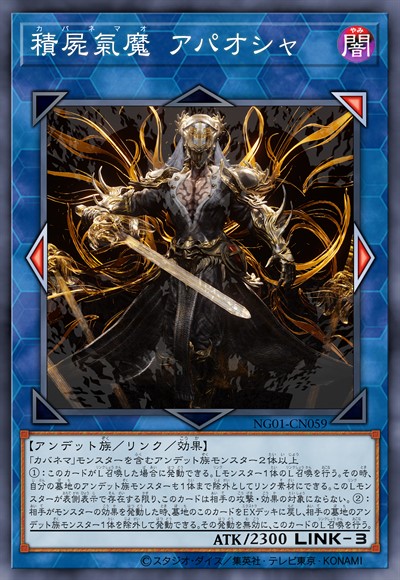 カバネマオ
積屍氣魔 アパオシャ
やみ
闇
NG01-CN059
【アンデット族／リンク／効果】
「カバネマ」モンスターを含むアンデット族モンスター2体以上
①：このカードがL召喚した場合に発動できる。Lモンスター1体のL召喚を行う。その時、
自分の墓地のアンデット族モンスターも1体まで除外としてリンク素材にできる。このLモ
ンスターが表側表示で存在する限り、このカードは相手の攻撃・効果の対象にならない。②：
相手がモンスターの効果を発動した時、墓地のこのカードをEXデッキに戻し、相手の墓地のアン
デット族モンスター1体を除外して発動できる。その発動を無効にし、このカードのL召喚を行う。
ATK/2300 LINK-3
©スタジオ・ダイス／集英社・テレビ東京・KONAMI